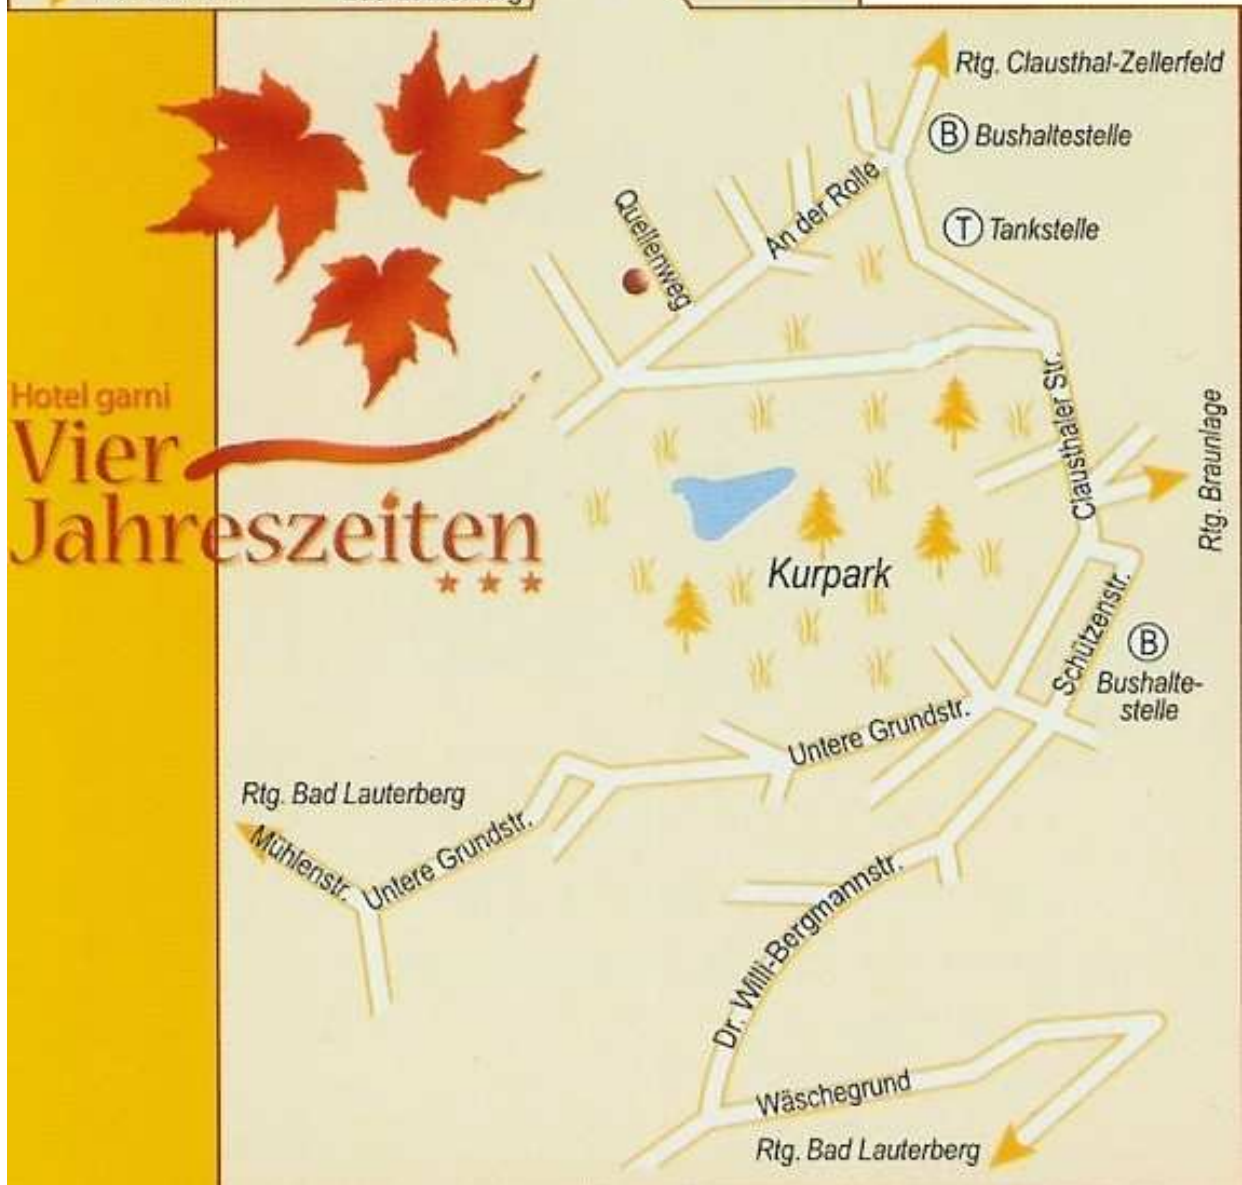 Rtg. Clausthal-Zellerfeld
B Bushaltestelle
An der Rolle
Quellenweg
T Tankstelle
Clausthaler Str.
Rtg. Braunlage
Hotel garni
Vier
Jahreszeiten
Kurpark
Schützenstr.
B
Bushalte-
stelle
Untere Grundstr.
Rtg. Bad Lauterberg
Mühlenstr.
Untere Grundstr.
Dr. Willi-Bergmannstr.
Wäschegrund
Rtg. Bad Lauterberg